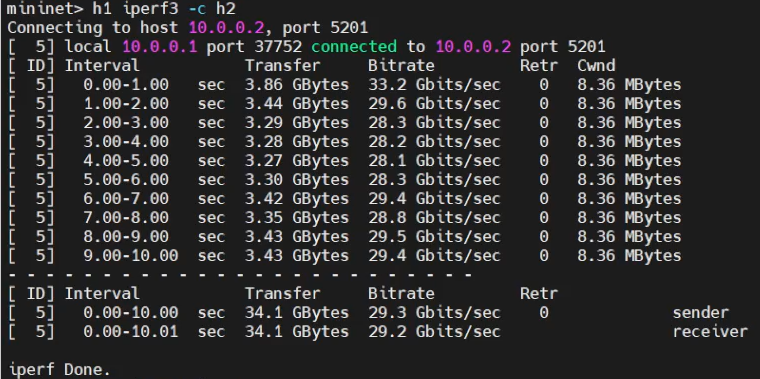 mininet> h1 iperf3 -c h2
Connecting to host 10.0.0.2, port 5201
[  5] local 10.0.0.1 port 37752 connected to 10.0.0.2 port 5201
[ ID] Interval           Transfer     Bitrate         Retr  Cwnd
[  5]   0.00-1.00   sec  3.86 GBytes  33.2 Gbits/sec    0   8.36 MBytes
[  5]   1.00-2.00   sec  3.44 GBytes  29.6 Gbits/sec    0   8.36 MBytes
[  5]   2.00-3.00   sec  3.29 GBytes  28.3 Gbits/sec    0   8.36 MBytes
[  5]   3.00-4.00   sec  3.28 GBytes  28.2 Gbits/sec    0   8.36 MBytes
[  5]   4.00-5.00   sec  3.27 GBytes  28.1 Gbits/sec    0   8.36 MBytes
[  5]   5.00-6.00   sec  3.30 GBytes  28.3 Gbits/sec    0   8.36 MBytes
[  5]   6.00-7.00   sec  3.42 GBytes  29.4 Gbits/sec    0   8.36 MBytes
[  5]   7.00-8.00   sec  3.35 GBytes  28.8 Gbits/sec    0   8.36 MBytes
[  5]   8.00-9.00   sec  3.43 GBytes  29.5 Gbits/sec    0   8.36 MBytes
[  5]   9.00-10.00  sec  3.43 GBytes  29.4 Gbits/sec    0   8.36 MBytes
- - - - - - - - - - - - - - - - - - - - - - - - -
[ ID] Interval           Transfer     Bitrate         Retr
[  5]   0.00-10.00  sec  34.1 GBytes  29.3 Gbits/sec    0             sender
[  5]   0.00-10.01  sec  34.1 GBytes  29.2 Gbits/sec                  receiver
iperf Done.